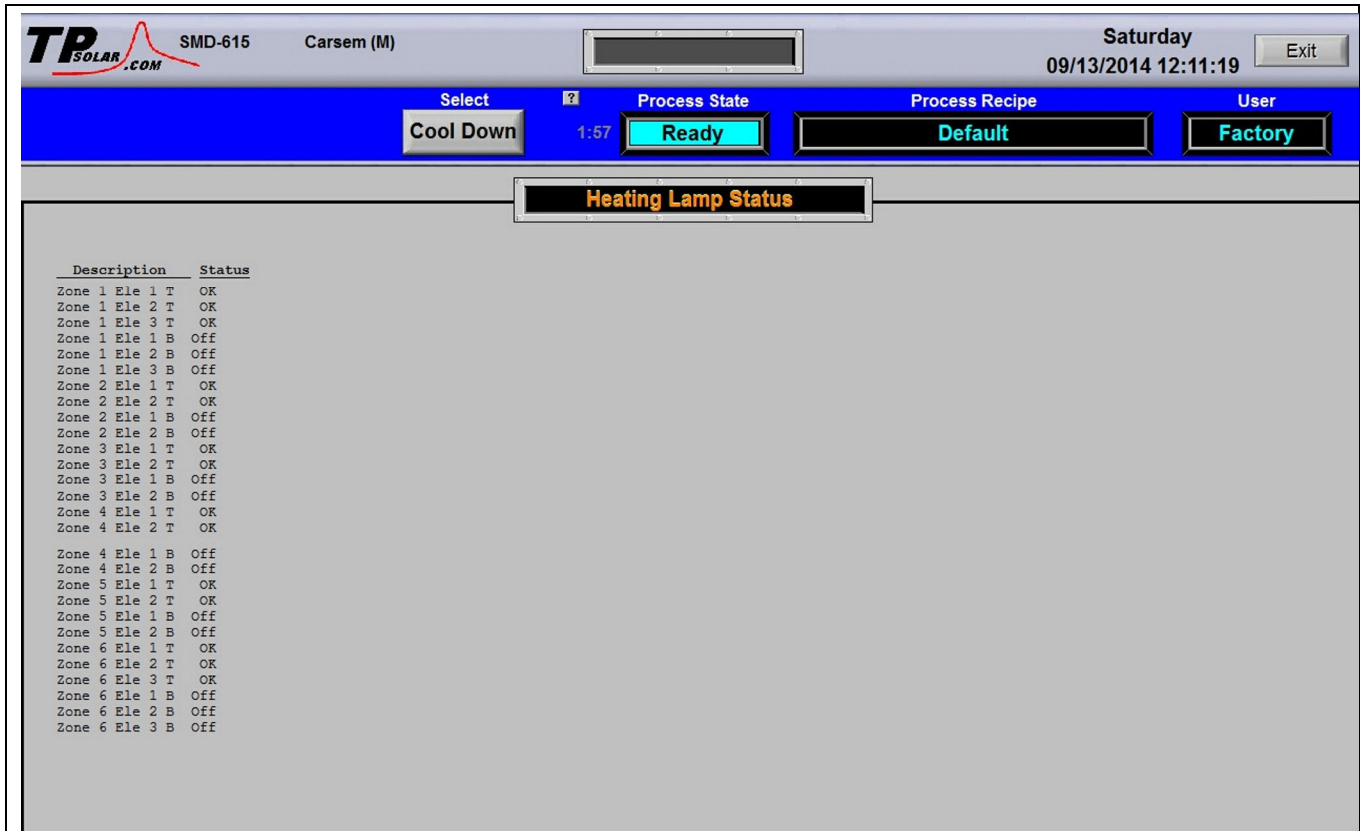 TP SOLAR .COM SMD-615 Carsem (M) Saturday
09/13/2014 12:11:19 Exit
Select ? Process State Process Recipe User
Cool Down 1:57 Ready Default Factory
Heating Lamp Status
Description Status
Zone 1 Ele 1 T OK
Zone 1 Ele 2 T OK
Zone 1 Ele 3 T OK
Zone 1 Ele 1 B Off
Zone 1 Ele 2 B Off
Zone 1 Ele 3 B Off
Zone 2 Ele 1 T OK
Zone 2 Ele 2 T OK
Zone 2 Ele 1 B Off
Zone 2 Ele 2 B Off
Zone 3 Ele 1 T OK
Zone 3 Ele 2 T OK
Zone 3 Ele 1 B Off
Zone 3 Ele 2 B Off
Zone 4 Ele 1 T OK
Zone 4 Ele 2 T OK
Zone 4 Ele 1 B Off
Zone 4 Ele 2 B Off
Zone 5 Ele 1 T OK
Zone 5 Ele 2 T OK
Zone 5 Ele 1 B Off
Zone 5 Ele 2 B Off
Zone 6 Ele 1 T OK
Zone 6 Ele 2 T OK
Zone 6 Ele 3 T OK
Zone 6 Ele 1 B Off
Zone 6 Ele 2 B Off
Zone 6 Ele 3 B Off